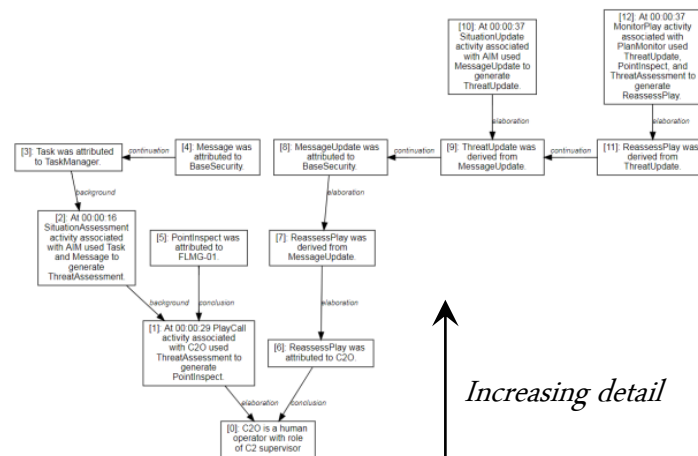 [10]: At 00:00:37
SituationUpdate
activity associated
with AIM used
MessageUpdate to
generate
ThreatUpdate.
[12]: At 00:00:37
MonitorPlay activity
associated with
PlanMonitor used
ThreatUpdate,
PointInspect, and
ThreatAssessment to
generate
ReassessPlay.
elaboration
elaboration
[3]: Task was attributed
to TaskManager.
continuation
[4]: Message was
attributed to
BaseSecurity.
[8]: MessageUpdate was
attributed to
BaseSecurity.
continuation
[9]: ThreatUpdate was
derived from
MessageUpdate.
continuation
[11]: ReassessPlay was
derived from
ThreatUpdate.
background
elaboration
[2]: At 00:00:16
SituationAssessment
activity associated
with AIM used Task
and Message to
generate
ThreatAssessment.
[5]: PointInspect was
attributed to
FLMG-01.
[7]: ReassessPlay was
derived from
MessageUpdate.
background
conclusion
elaboration
[1]: At 00:00:29 PlayCall
activity associated
with C2O used
ThreatAssessment to
generate
PointInspect.
[6]: ReassessPlay was
attributed to C2O.
elaboration
conclusion
[0]: C2O is a human
operator with role
of C2 supervisor
Increasing detail